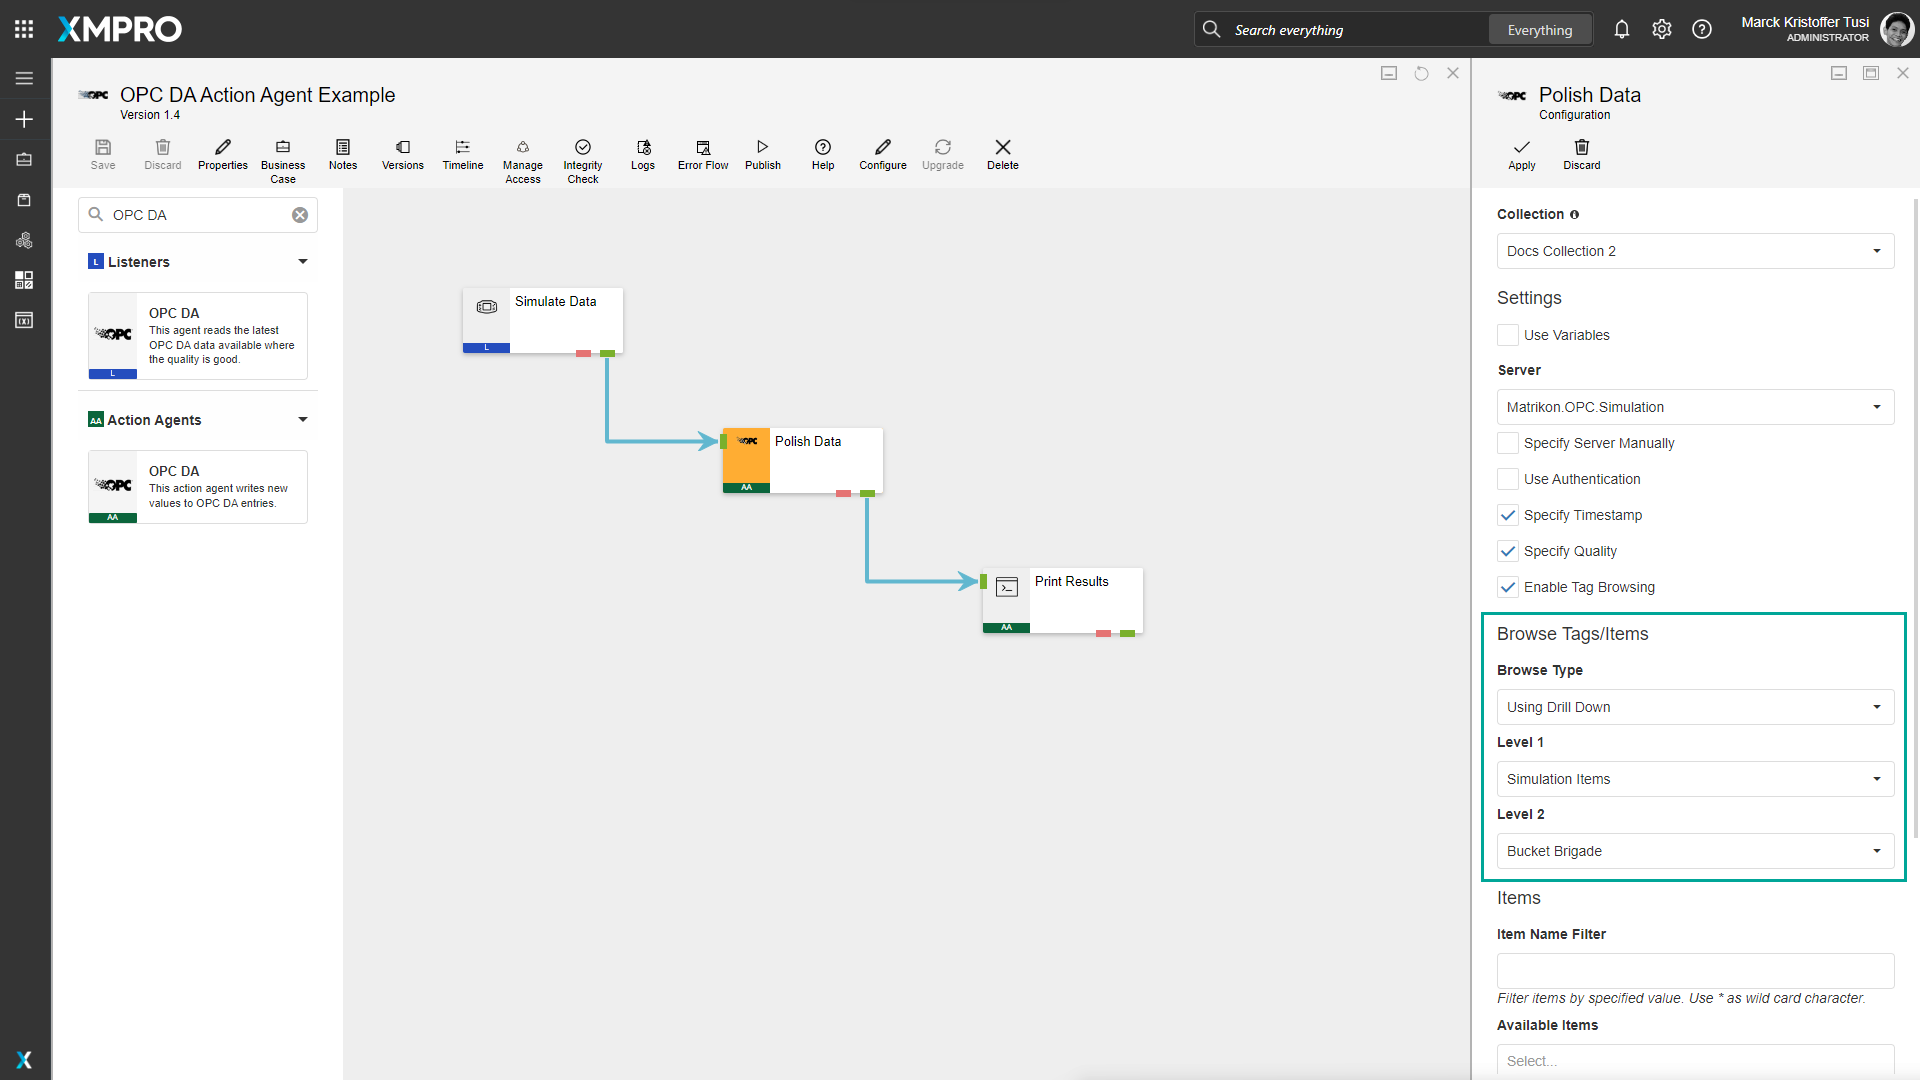 XMPRO
Search everything
Everything
Marck Kristoffer Tusi
ADMINISTRATOR
OPC
OPC DA Action Agent Example
Version 1.4
Save
Discard
Properties
Business
Case
Notes
Versions
Timeline
Manage
Access
Integrity
Check
Logs
Error Flow
Publish
Help
Configure
Upgrade
Delete
OPC DA
L Listeners
OPC
L
OPC DA
This agent reads the latest
OPC DA data available where
the quality is good.
AA Action Agents
OPC
AA
OPC DA
This action agent writes new
values to OPC DA entries.
Simulate Data
L
OPC
Polish Data
AA
Print Results
AA
OPC
Polish Data
Configuration
Apply
Discard
Collection
Docs Collection 2
Settings
Use Variables
Server
Matrikon.OPC.Simulation
Specify Server Manually
Use Authentication
Specify Timestamp
Specify Quality
Enable Tag Browsing
Browse Tags/Items
Browse Type
Using Drill Down
Level 1
Simulation Items
Level 2
Bucket Brigade
Items
Item Name Filter
Filter items by specified value. Use * as wild card character.
Available Items
Select...